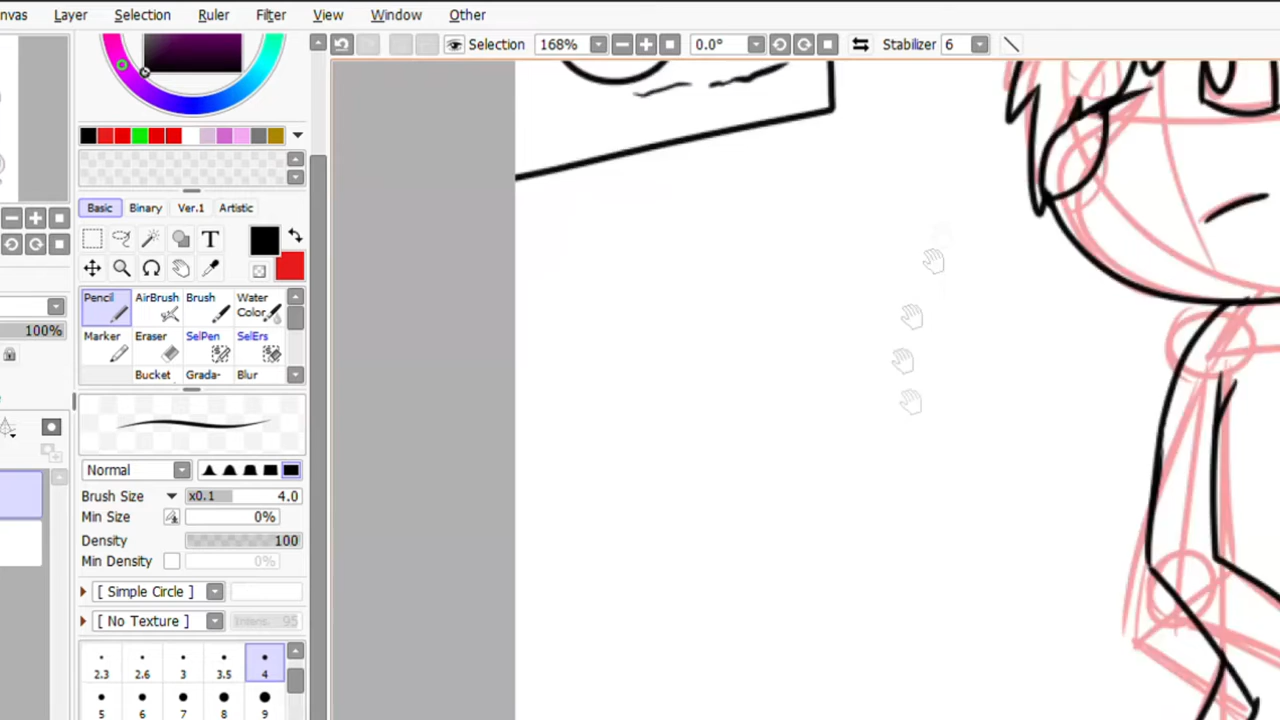 nvas Layer Selection Ruler Filter View Window Other
Selection 168% 0.0° Stabilizer 6
Basic Binary Ver.1 Artistic
T
100%
Pencil AirBrush Brush Water Color
Marker Eraser SelPen SelErs
Bucket Grada- Blur
Normal
Brush Size x0.1 4.0
Min Size 0%
Density 100
Min Density 0%
[ Simple Circle ]
[ No Texture ] Intens. 95
2.3 2.6 3 3.5 4
5 6 7 8 9